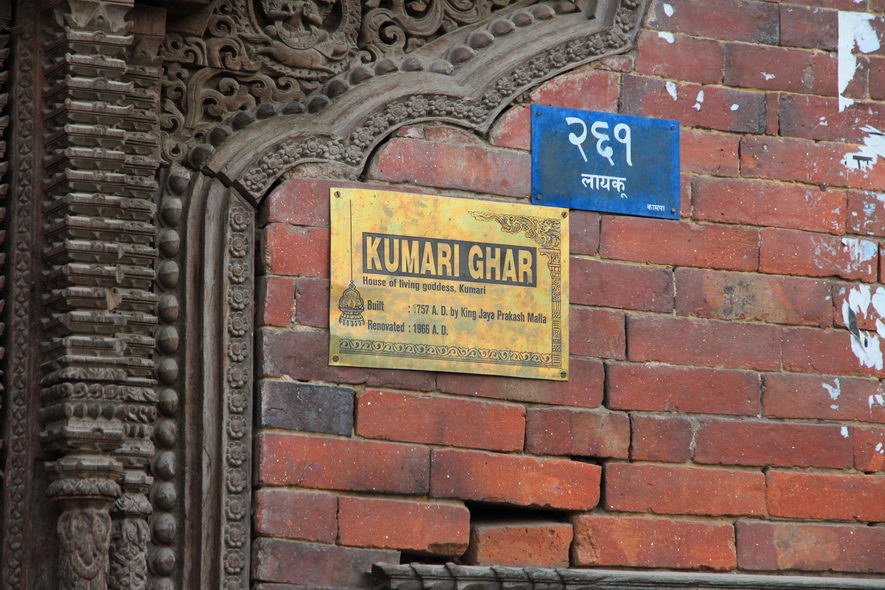 २६१
लायकू
कामपा
KUMARI GHAR
House of living goddess, Kumari
Built : 1757 A. D. by King Jaya Prakash Malla
Renovated : 1966 A. D.